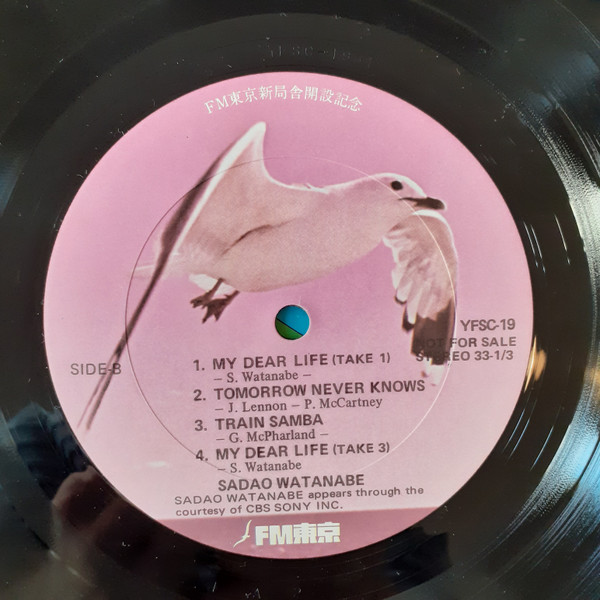 FM東京新局舎開設記念
YFSC-19
NOT FOR SALE
STEREO 33-1/3
SIDE-B
1. MY DEAR LIFE (TAKE 1)
– S. Watanabe –
2. TOMORROW NEVER KNOWS
– J. Lennon – P. McCartney
3. TRAIN SAMBA
– G. McPharland –
4. MY DEAR LIFE (TAKE 3)
– S. Watanabe
SADAO WATANABE
SADAO WATANABE appears through the
courtesy of CBS SONY INC.
FM東京